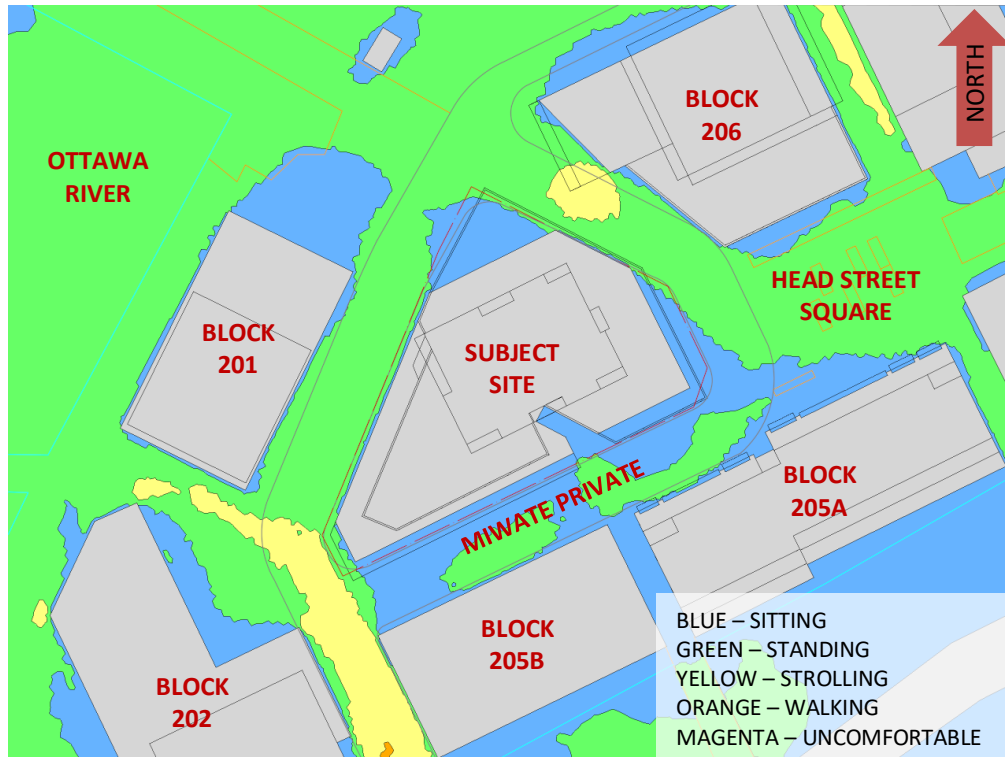 NORTH
BLOCK
206
OTTAWA
RIVER
HEAD STREET
SQUARE
BLOCK
201
SUBJECT
SITE
MIWATE PRIVATE
BLOCK
205A
BLOCK
205B
BLOCK
202
BLUE – SITTING
GREEN – STANDING
YELLOW – STROLLING
ORANGE – WALKING
MAGENTA – UNCOMFORTABLE